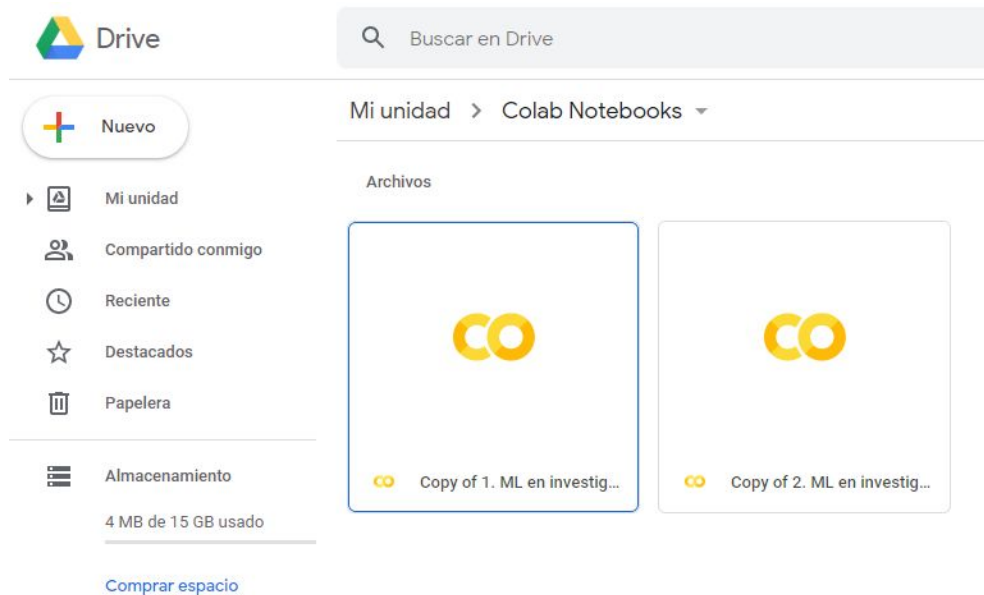 Drive
Buscar en Drive
Nuevo
Mi unidad > Colab Notebooks
Mi unidad
Compartido conmigo
Reciente
Destacados
Papelera
Almacenamiento
4 MB de 15 GB usado
Comprar espacio
Archivos
CO
CO
Copy of 1. ML en investig...
Copy of 2. ML en investig...